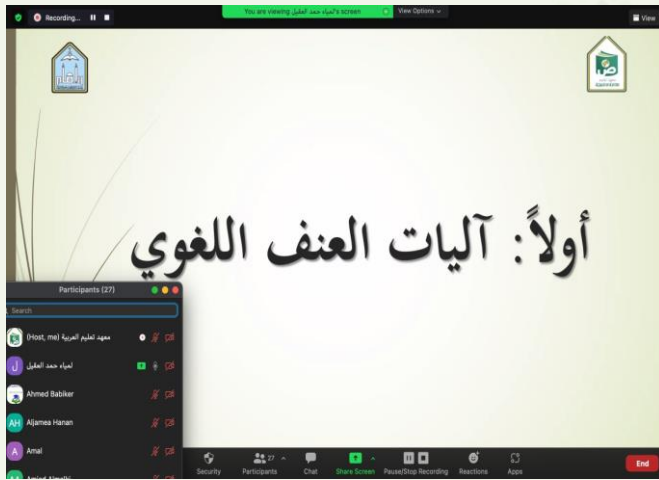 Recording...
You are viewing لمياء حمد العقيل's screen
View Options
View
أولاً: آليات العنف اللغوي
Participants (27)
Search
معهد تعليم العربية (Host, me)
لمياء حمد العقيل
Ahmed Babiker
AH Aljamea Hanan
A Amal
Security
Participants 27
Chat
Share Screen
Pause/Stop Recording
Reactions
Apps
End